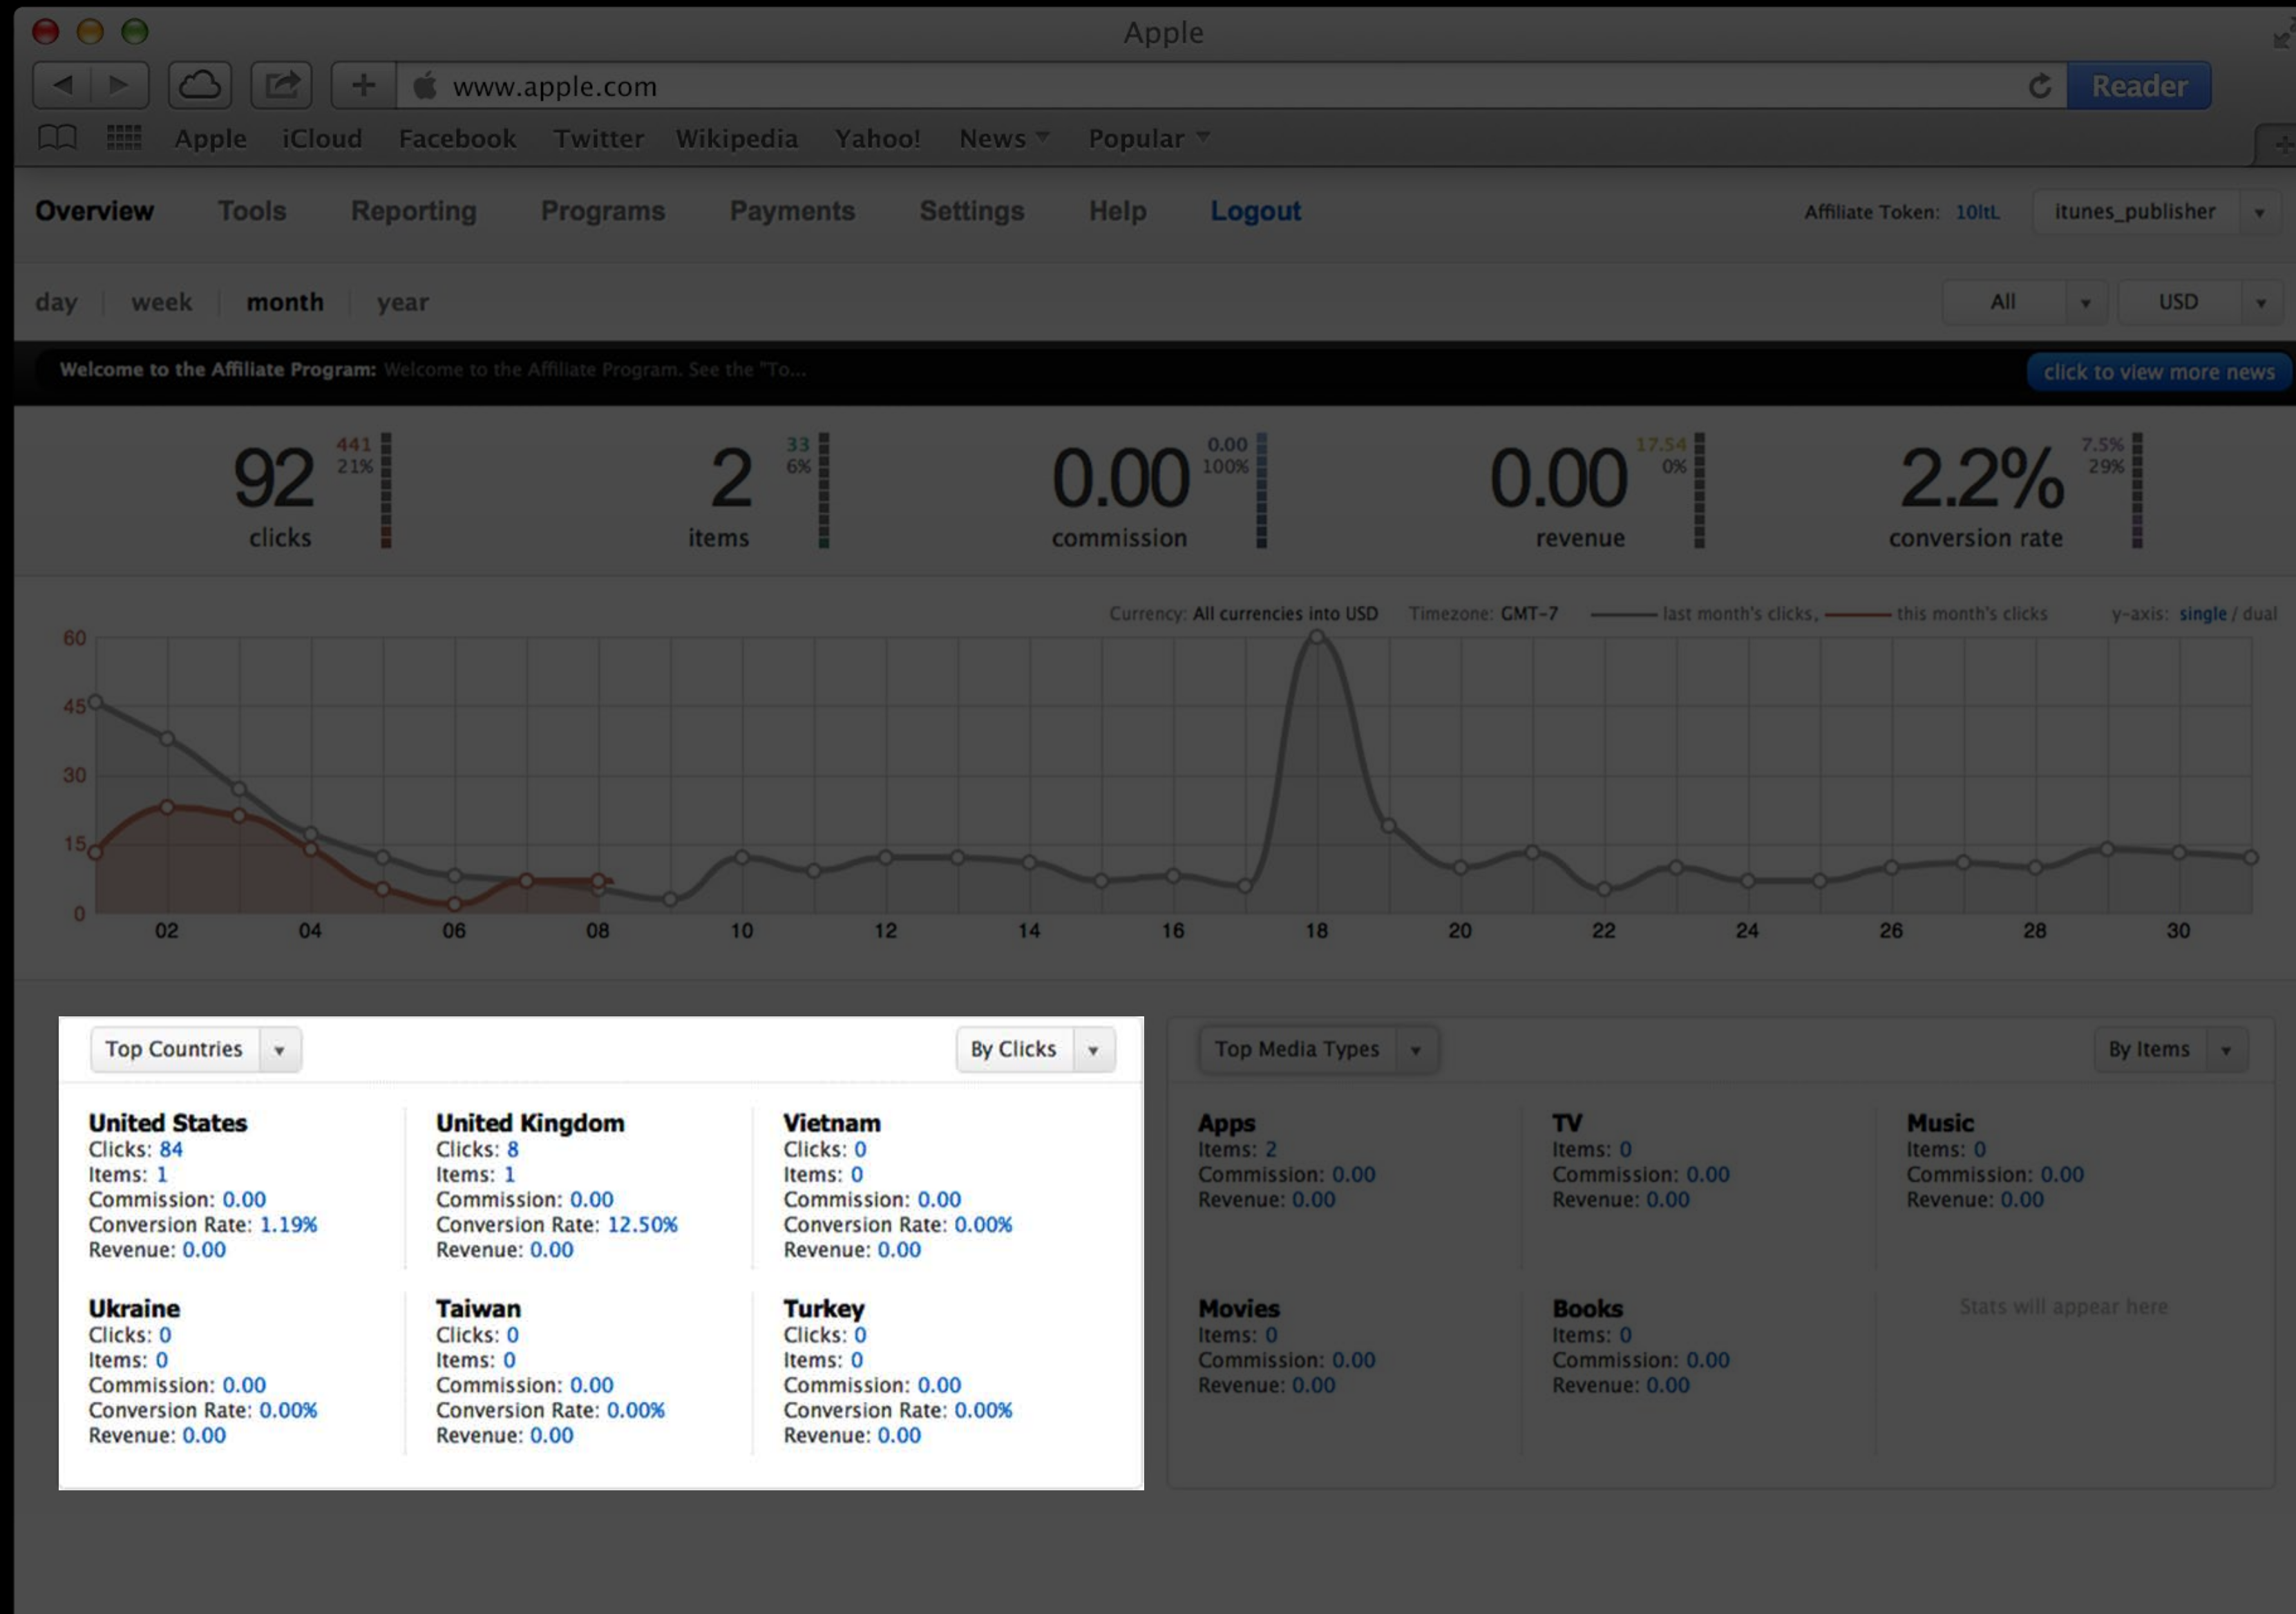 Apple
www.apple.com
Reader
Apple iCloud Facebook Twitter Wikipedia Yahoo! News Popular
Overview Tools Reporting Programs Payments Settings Help Logout Affiliate Token: 10ltL itunes_publisher
day week month year All USD
Welcome to the Affiliate Program: Welcome to the Affiliate Program. See the "To... click to view more news
92 441 21% clicks
2 33 6% items
0.00 0.00 100% commission
0.00 17.54 0% revenue
2.2% 7.5% 29% conversion rate
Currency: All currencies into USD Timezone: GMT-7 last month's clicks, this month's clicks y-axis: single / dual
60
45
30
15
0
02 04 06 08 10 12 14 16 18 20 22 24 26 28 30
Top Countries By Clicks
United States
Clicks: 84
Items: 1
Commission: 0.00
Conversion Rate: 1.19%
Revenue: 0.00
United Kingdom
Clicks: 8
Items: 1
Commission: 0.00
Conversion Rate: 12.50%
Revenue: 0.00
Vietnam
Clicks: 0
Items: 0
Commission: 0.00
Conversion Rate: 0.00%
Revenue: 0.00
Ukraine
Clicks: 0
Items: 0
Commission: 0.00
Conversion Rate: 0.00%
Revenue: 0.00
Taiwan
Clicks: 0
Items: 0
Commission: 0.00
Conversion Rate: 0.00%
Revenue: 0.00
Turkey
Clicks: 0
Items: 0
Commission: 0.00
Conversion Rate: 0.00%
Revenue: 0.00
Top Media Types By Items
Apps
Items: 2
Commission: 0.00
Revenue: 0.00
TV
Items: 0
Commission: 0.00
Revenue: 0.00
Music
Items: 0
Commission: 0.00
Revenue: 0.00
Movies
Items: 0
Commission: 0.00
Revenue: 0.00
Books
Items: 0
Commission: 0.00
Revenue: 0.00
Stats will appear here